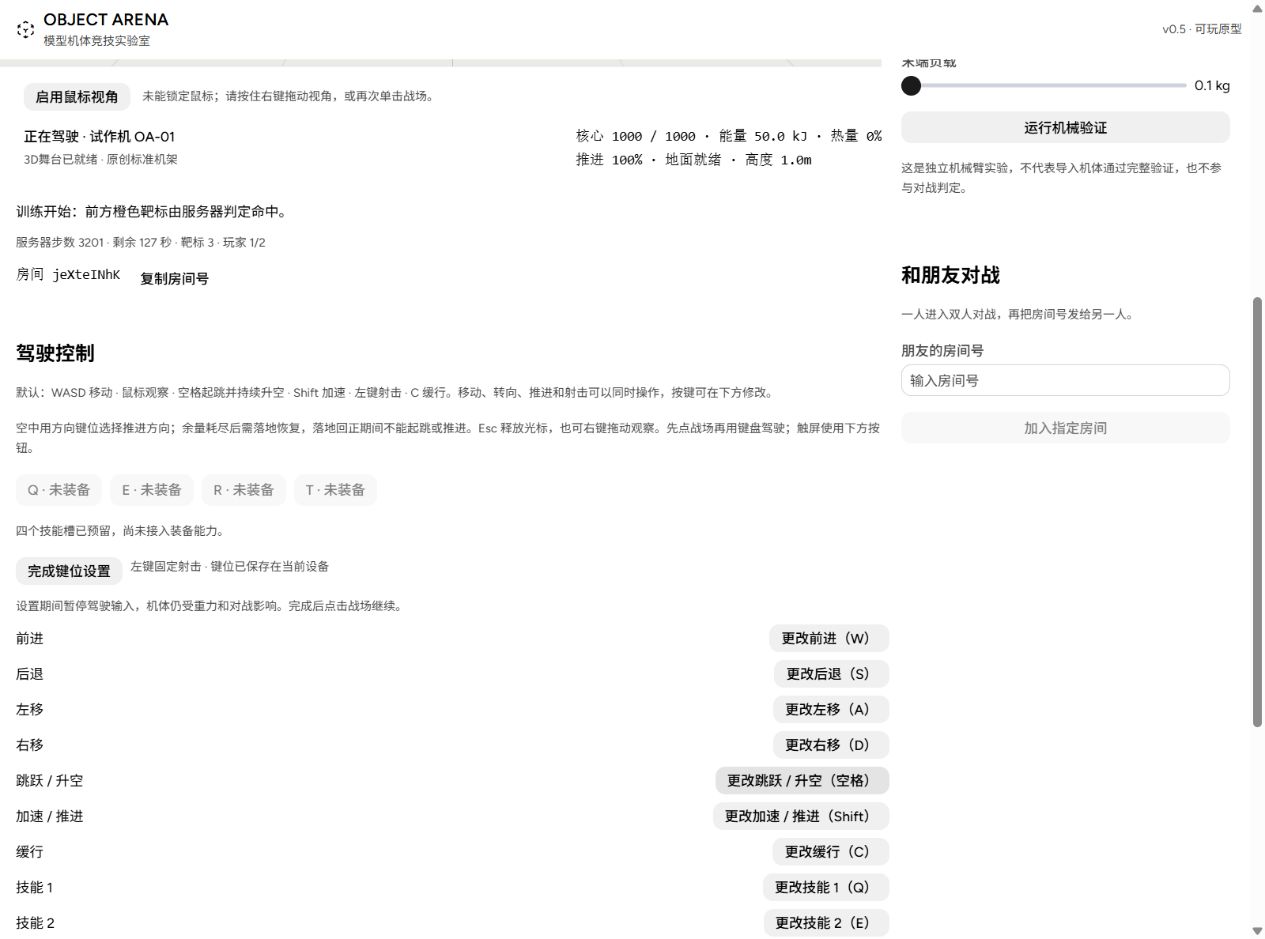 OBJECT ARENA
模型机体竞技实验室
v0.5 · 可玩原型
启用鼠标视角
未能锁定鼠标；请按住右键拖动视角，或再次单击战场。
正在驾驶 · 试作机 OA-01
3D舞台已就绪 · 原创标准机架
核心 1000 / 1000 · 能量 50.0 kJ · 热量 0%
推进 100% · 地面就绪 · 高度 1.0m
训练开始：前方橙色靶标由服务器判定命中。
服务器步数 3201 · 剩余 127 秒 · 靶标 3 · 玩家 1/2
房间 jeXteINhK
复制房间号
驾驶控制
默认：WASD 移动 · 鼠标观察 · 空格起跳并持续升空 · Shift 加速 · 左键射击 · C 缓行。移动、转向、推进和射击可以同时操作，按键可在下方修改。
空中用方向键位选择推进方向；余量耗尽后需落地恢复，落地回正期间不能起跳或推进。Esc 释放光标，也可右键拖动观察。先点战场再用键盘驾驶；触屏使用下方按
钮。
Q · 未装备
E · 未装备
R · 未装备
T · 未装备
四个技能槽已预留，尚未接入装备能力。
完成键位设置
左键固定射击 · 键位已保存在当前设备
设置期间暂停驾驶输入，机体仍受重力和对战影响。完成后点击战场继续。
前进
更改前进（W）
后退
更改后退（S）
左移
更改左移（A）
右移
更改右移（D）
跳跃 / 升空
更改跳跃 / 升空（空格）
加速 / 推进
更改加速 / 推进（Shift）
缓行
更改缓行（C）
技能 1
更改技能 1（Q）
技能 2
更改技能 2（E）
末端负载
0.1 kg
运行机械验证
这是独立机械臂实验，不代表导入机体通过完整验证，也不参
与对战判定。
和朋友对战
一人进入双人对战，再把房间号发给另一人。
朋友的房间号
输入房间号
加入指定房间